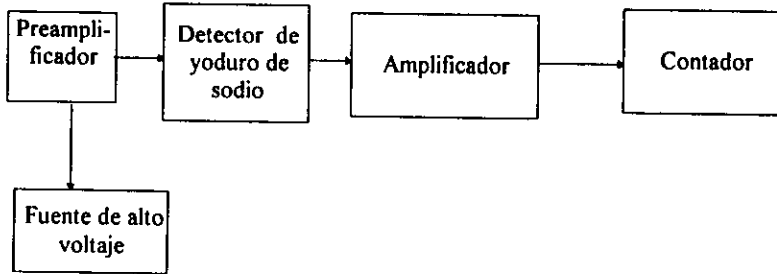 Preampli-
ficador
Detector de
yoduro de
sodio
Amplificador
Contador
Fuente de alto
voltaje